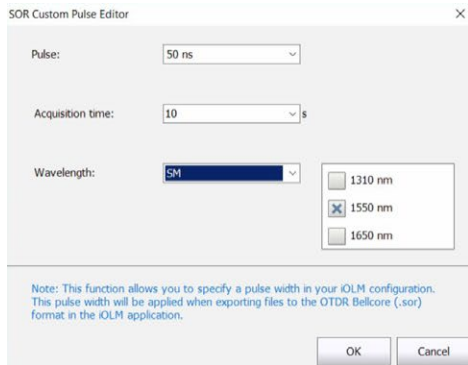 SOR Custom Pulse Editor
Pulse: 50 ns
Acquisition time: 10 s
Wavelength: SM
1310 nm
1550 nm
1650 nm
Note: This function allows you to specify a pulse width in your iOLM configuration.
This pulse width will be applied when exporting files to the OTDR Bellcore (.sor)
format in the iOLM application.
OK Cancel